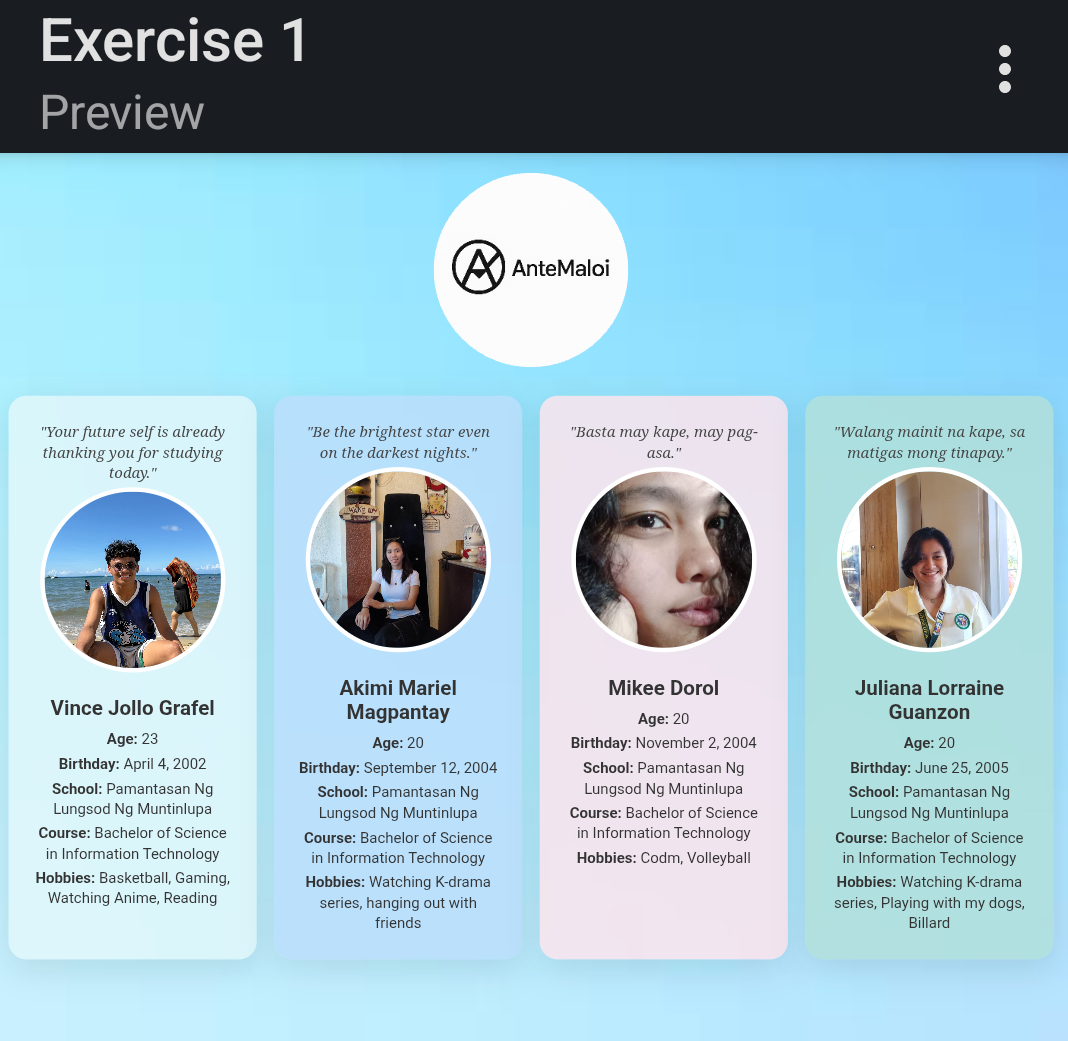 Exercise 1
Preview
AnteMaloi
"Your future self is already
thanking you for studying
today."
Vince Jollo Grafel
Age: 23
Birthday: April 4, 2002
School: Pamantasan Ng
Lungsod Ng Muntinlupa
Course: Bachelor of Science
in Information Technology
Hobbies: Basketball, Gaming,
Watching Anime, Reading
"Be the brightest star even
on the darkest nights."
Akimi Mariel
Magpantay
Age: 20
Birthday: September 12, 2004
School: Pamantasan Ng
Lungsod Ng Muntinlupa
Course: Bachelor of Science
in Information Technology
Hobbies: Watching K-drama
series, hanging out with
friends
"Basta may kape, may pag-
asa."
Mikee Dorol
Age: 20
Birthday: November 2, 2004
School: Pamantasan Ng
Lungsod Ng Muntinlupa
Course: Bachelor of Science
in Information Technology
Hobbies: Codm, Volleyball
"Walang mainit na kape, sa
matigas mong tinapay."
Juliana Lorraine
Guanzon
Age: 20
Birthday: June 25, 2005
School: Pamantasan Ng
Lungsod Ng Muntinlupa
Course: Bachelor of Science
in Information Technology
Hobbies: Watching K-drama
series, Playing with my dogs,
Billard